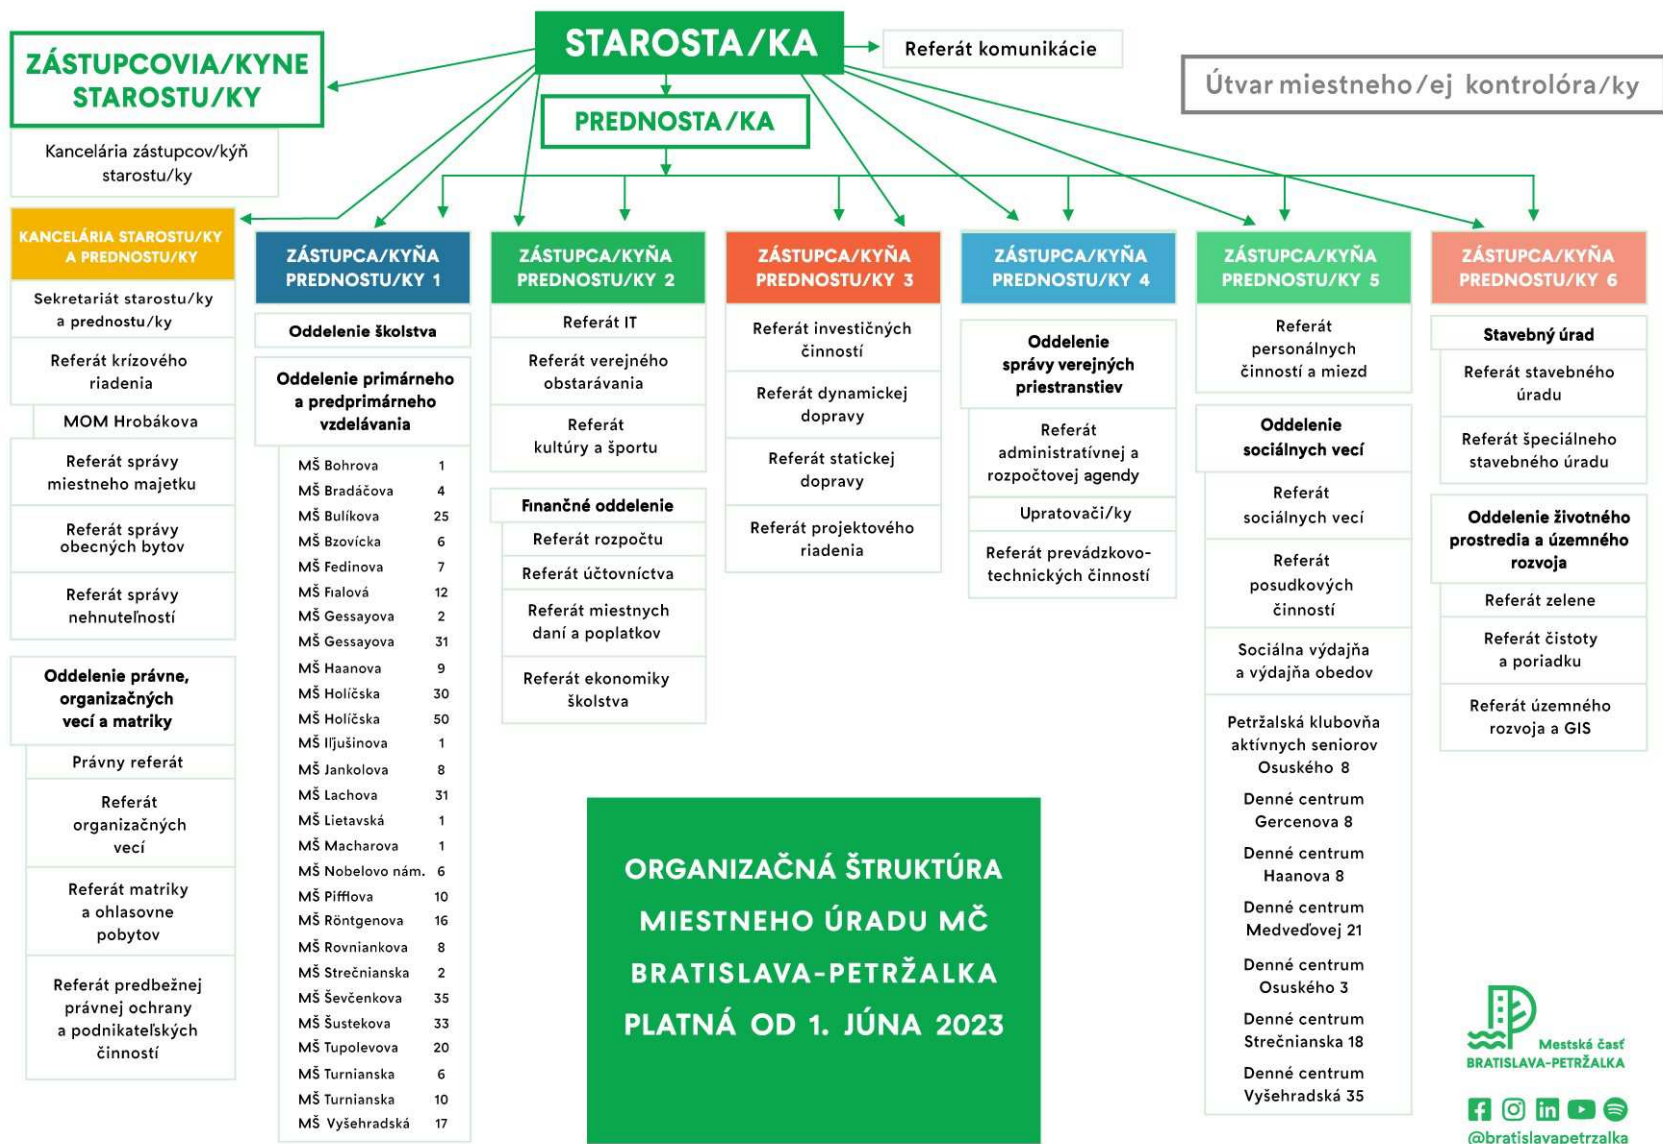 STAROSTA/KA
Referát komunikácie
ZÁSTUPCOVIA/KYNE
STAROSTU/KY
Kancelária zástupcov/kýň
starostu/ky
PREDNOSTA/KA
Útvar miestneho/ej kontrolóra/ky
KANCELÁRIA STAROSTU/KY
A PREDNOSTU/KY
Sekretariát starostu/ky
a prednostu/ky
Referát krízového
riadenia
MOM Hrobákova
Referát správy
miestneho majetku
Referát správy
obecných bytov
Referát správy
nehnuteľností
Oddelenie právne,
organizačných
vecí a matriky
Právny referát
Referát
organizačných
vecí
Referát matriky
a ohlasovne
pobytov
Referát predbežnej
právnej ochrany
a podnikateľských
činností
ZÁSTUPCA/KYŇA
PREDNOSTU/KY 1
Oddelenie školstva
Oddelenie primárneho
a predprimárneho
vzdelávania
MŠ Bohrova 1
MŠ Bradáčova 4
MŠ Bulíkova 25
MŠ Bzovícka 6
MŠ Fedinova 7
MŠ Fialová 12
MŠ Gessayova 2
MŠ Gessayova 31
MŠ Haanova 9
MŠ Holíčska 30
MŠ Holíčska 50
MŠ Iľjušinova 1
MŠ Jankolova 8
MŠ Lachova 31
MŠ Lietavská 1
MŠ Macharova 1
MŠ Nobelovo nám. 6
MŠ Pifflova 10
MŠ Röntgenova 16
MŠ Rovniankova 8
MŠ Strečnianska 2
MŠ Ševčenkova 35
MŠ Šustekova 33
MŠ Tupolevova 20
MŠ Turnianska 6
MŠ Turnianska 10
MŠ Vyšehradská 17
ZÁSTUPCA/KYŇA
PREDNOSTU/KY 2
Referát IT
Referát verejného
obstarávania
Referát
kultúry a športu
Finančné oddelenie
Referát rozpočtu
Referát účtovníctva
Referát miestnych
daní a poplatkov
Referát ekonomiky
školstva
ZÁSTUPCA/KYŇA
PREDNOSTU/KY 3
Referát investičných
činností
Referát dynamickej
dopravy
Referát statickej
dopravy
Referát projektového
riadenia
ZÁSTUPCA/KYŇA
PREDNOSTU/KY 4
Oddelenie
správy verejných
priestranstiev
Referát
administratívnej a
rozpočtovej agendy
Upratovači/ky
Referát prevádzkovo-
technických činností
ZÁSTUPCA/KYŇA
PREDNOSTU/KY 5
Referát
personálnych
činností a miezd
Oddelenie
sociálnych vecí
Referát
sociálnych vecí
Referát
posudkových
činností
Sociálna výdajňa
a výdajňa obedov
Petržalská klubovňa
aktívnych seniorov
Osuského 8
Denné centrum
Gercenova 8
Denné centrum
Haanova 8
Denné centrum
Medveďovej 21
Denné centrum
Osuského 3
Denné centrum
Strečnianska 18
Denné centrum
Vyšehradská 35
ZÁSTUPCA/KYŇA
PREDNOSTU/KY 6
Stavebný úrad
Referát stavebného
úradu
Referát špeciálneho
stavebného úradu
Oddelenie životného
prostredia a územného
rozvoja
Referát zelene
Referát čistoty
a poriadku
Referát územného
rozvoja a GIS
ORGANIZAČNÁ ŠTRUKTÚRA
MIESTNEHO ÚRADU MČ
BRATISLAVA-PETRŽALKA
PLATNÁ OD 1. JÚNA 2023
Mestská časť
BRATISLAVA-PETRŽALKA
@bratislavapetrzalka